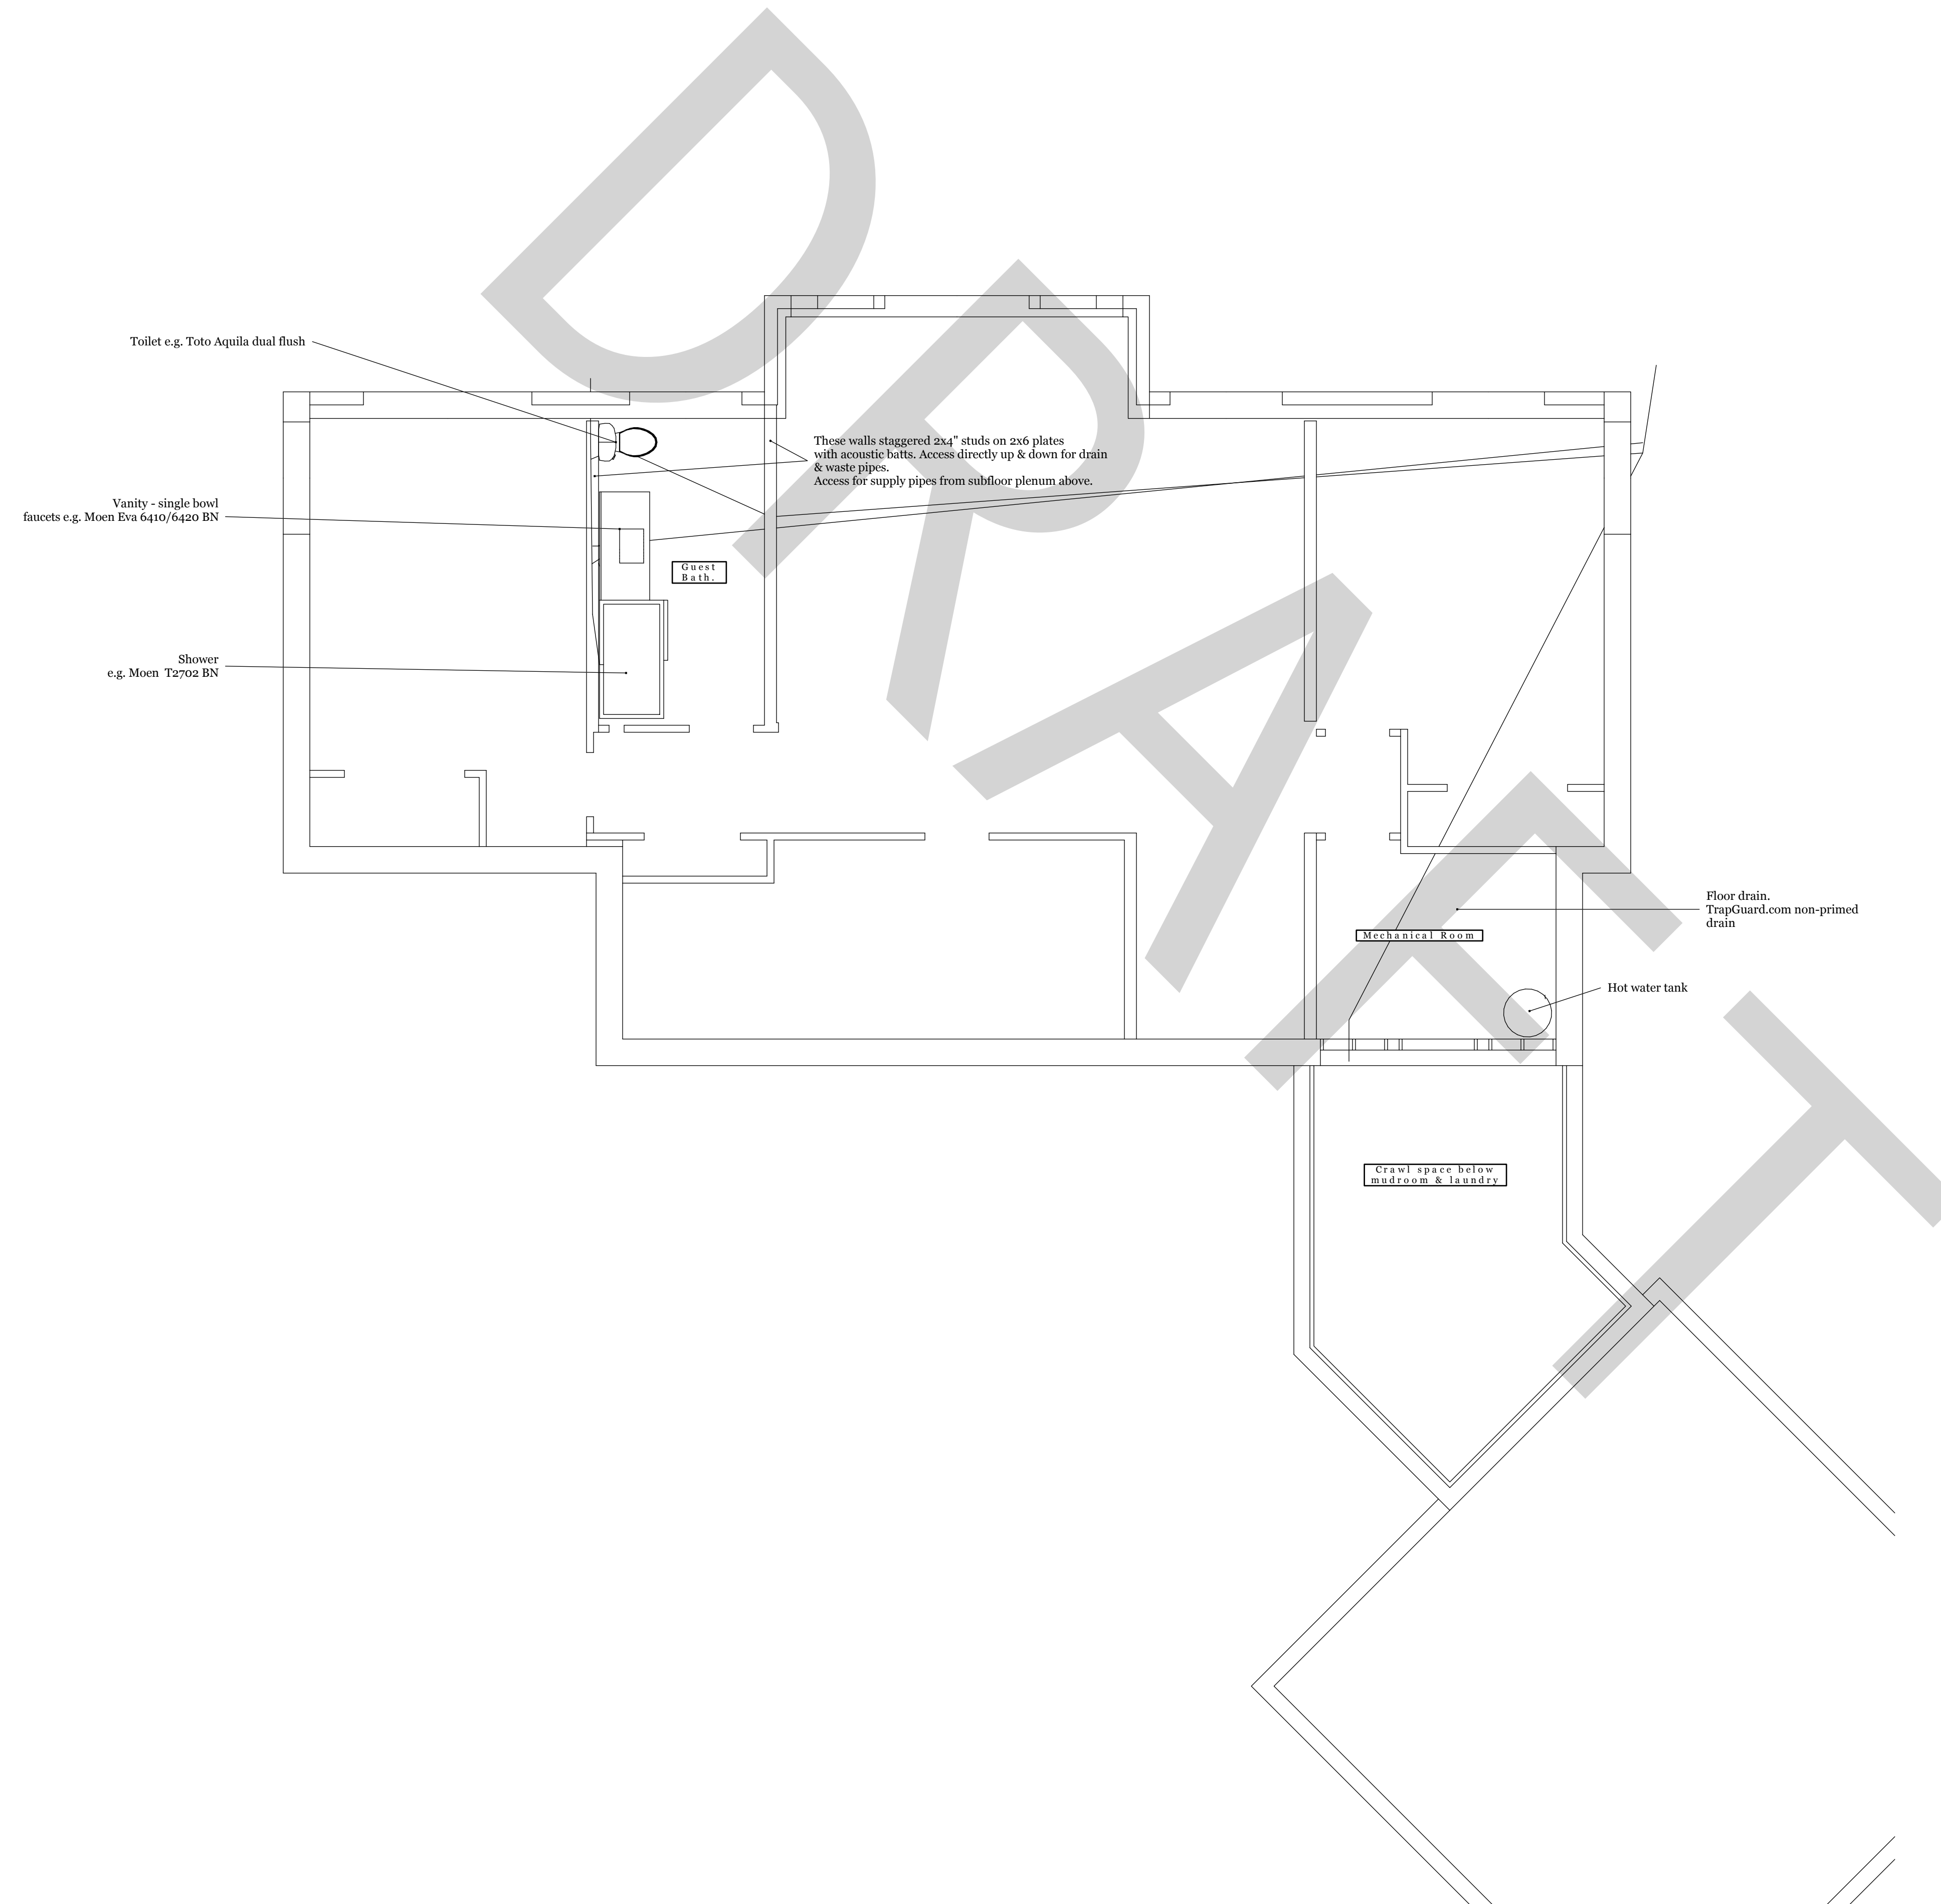 DRAFT
Toilet e.g. Toto Aquila dual flush
These walls staggered 2x4" studs on 2x6 plates
with acoustic batts. Access directly up & down for drain
& waste pipes.
Access for supply pipes from subfloor plenum above.
Vanity - single bowl
faucets e.g. Moen Eva 6410/6420 BN
Guest
Bath.
Shower
e.g. Moen T2702 BN
Floor drain.
TrapGuard.com non-primed
drain
Mechanical Room
Hot water tank
Crawl space below
mudroom & laundry